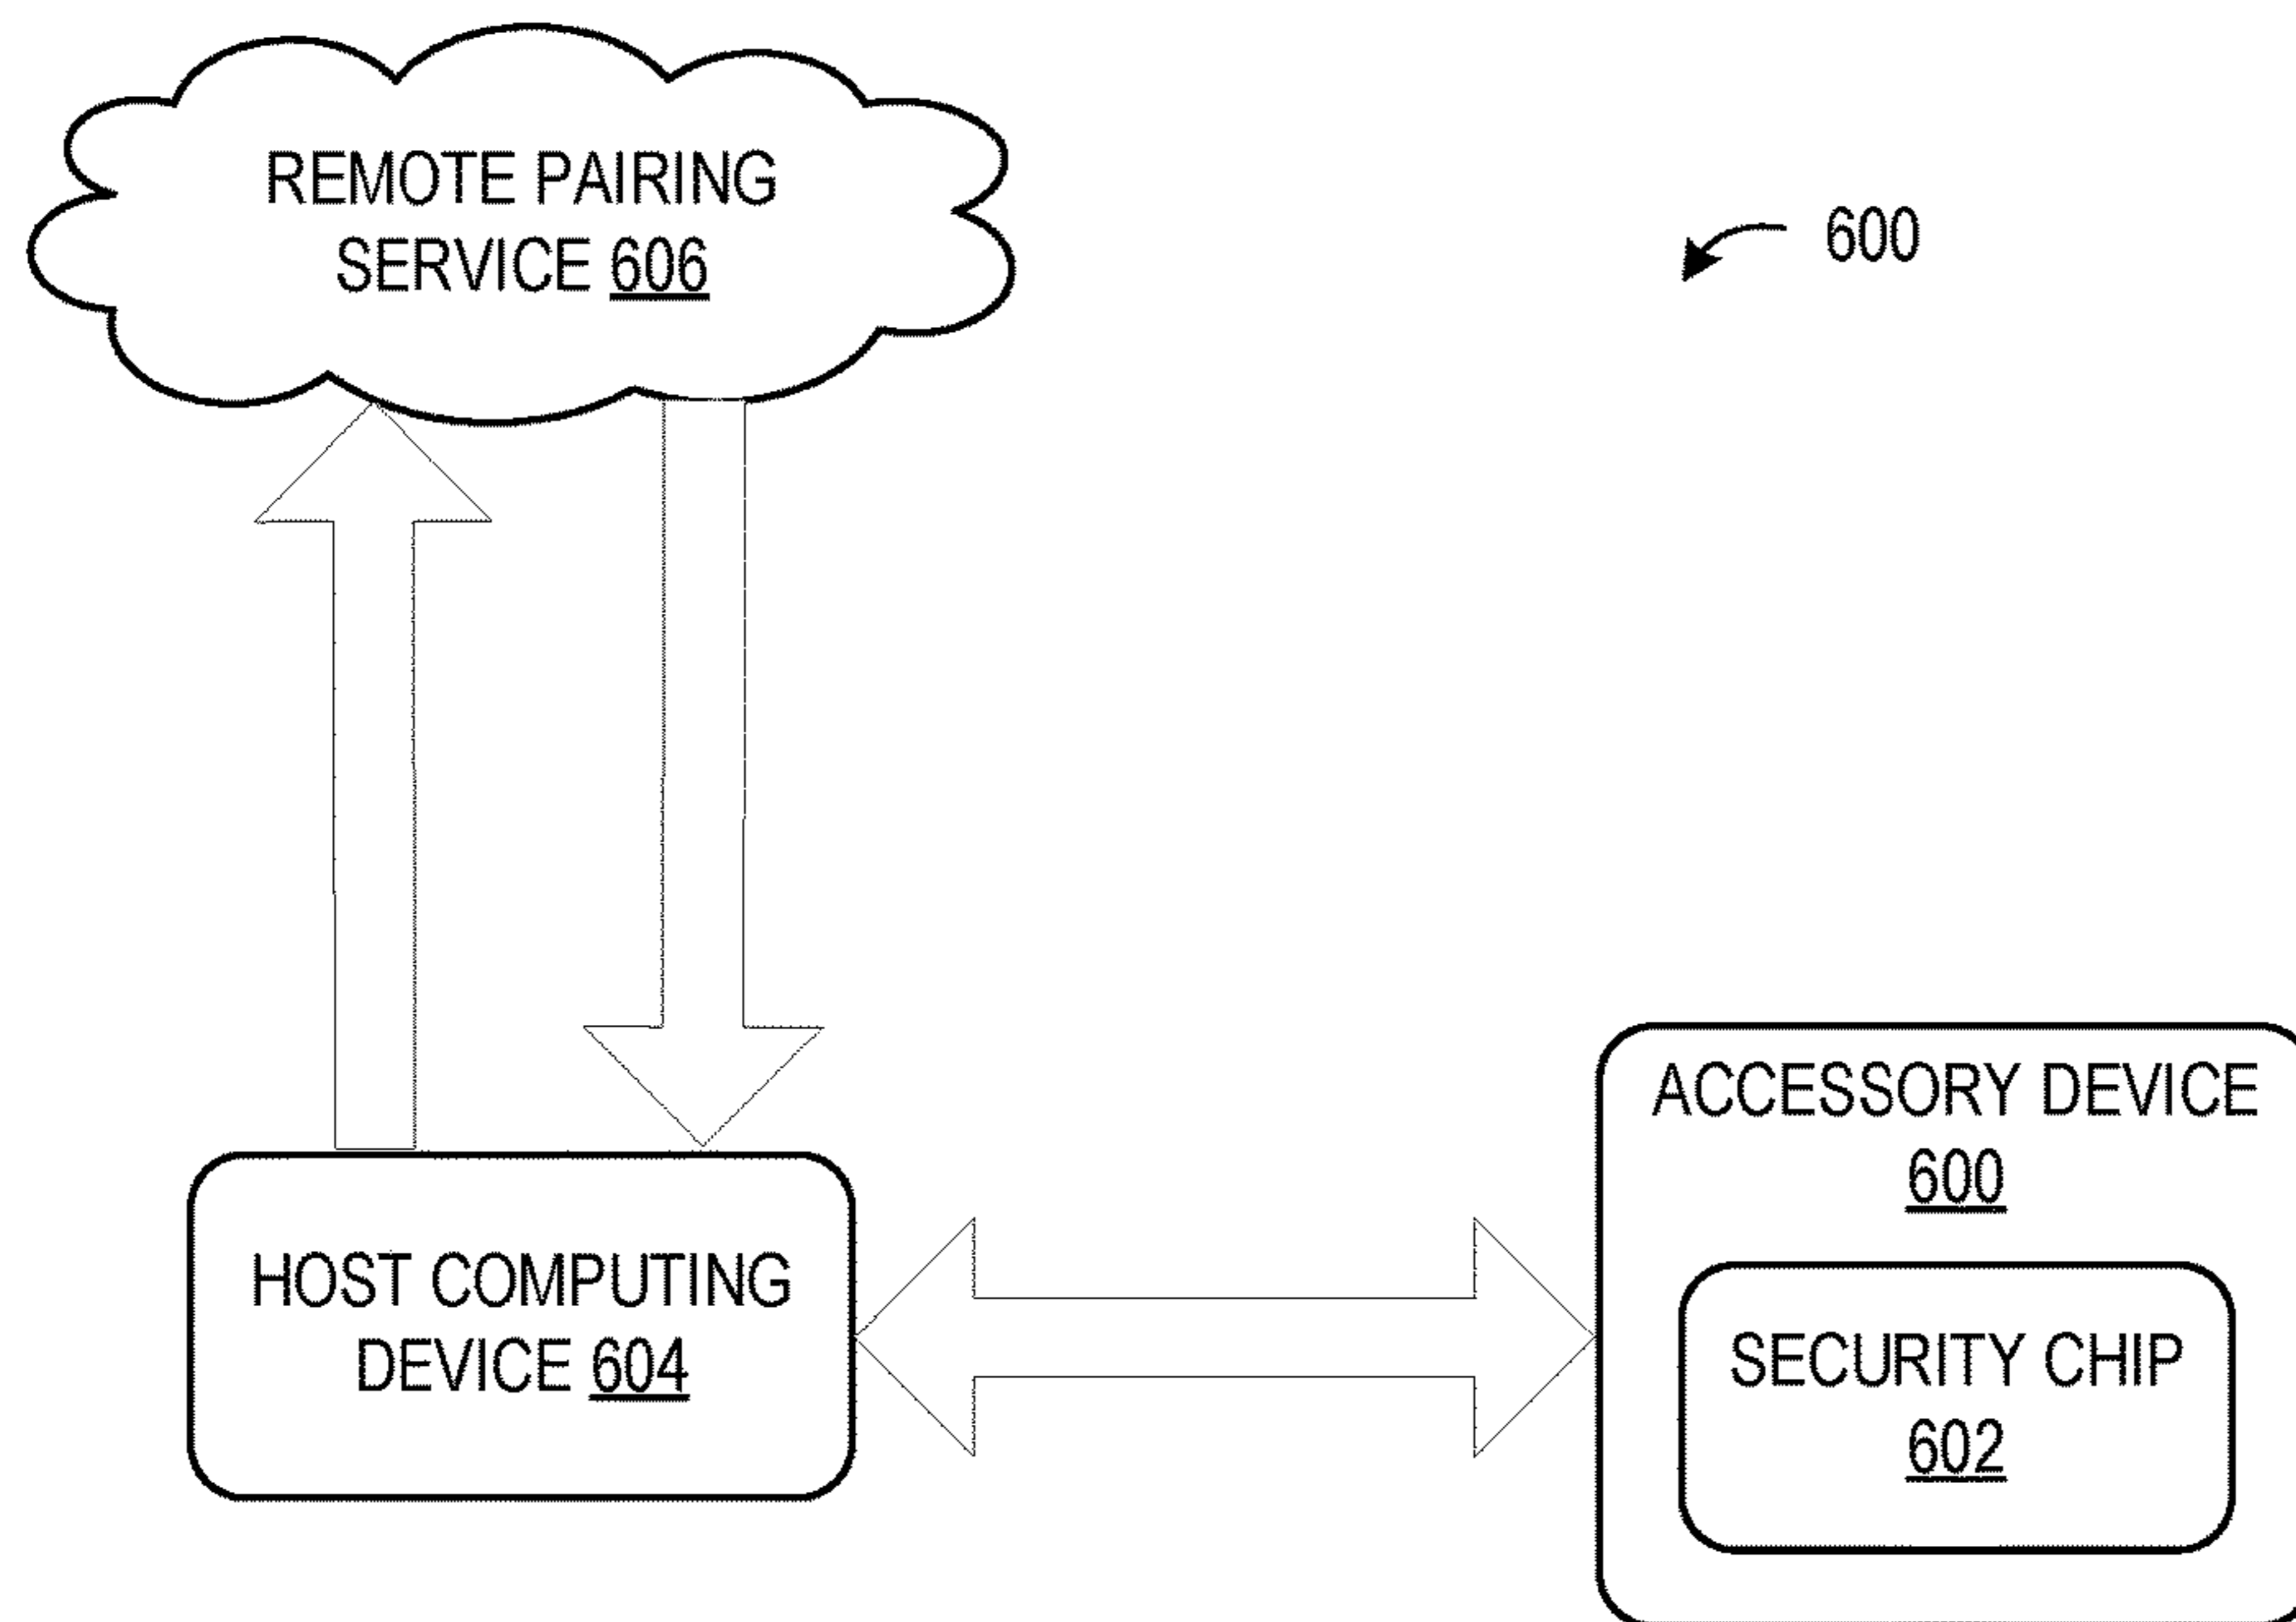 REMOTE PAIRING
SERVICE 606
600
ACCESSORY DEVICE
600
HOST COMPUTING
DEVICE 604
SECURITY CHIP
602